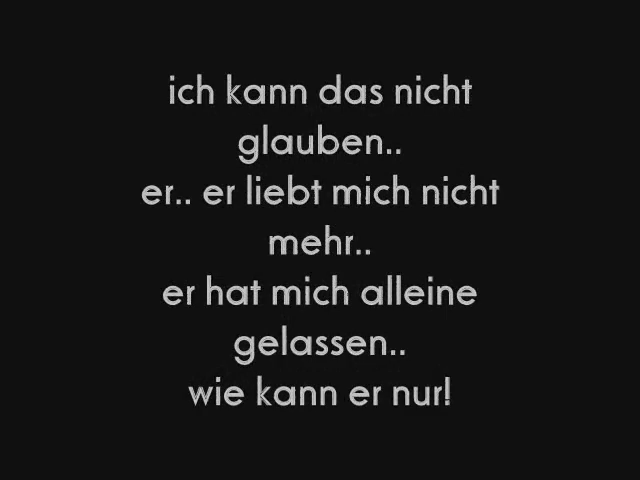 ich kann das nicht
glauben..
er.. er liebt mich nicht
mehr..
er hat mich alleine
gelassen..
wie kann er nur!